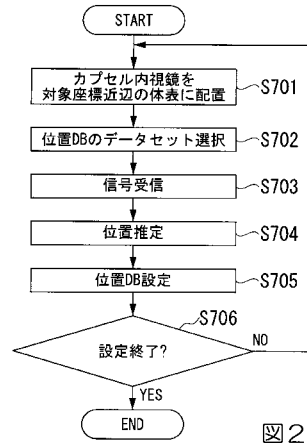 START
カプセル内視鏡を
対象座標近辺の体表に配置
S701
位置DBのデータセット選択
S702
信号受信
S703
位置推定
S704
位置DB設定
S705
S706
設定終了?
NO
YES
END
図2